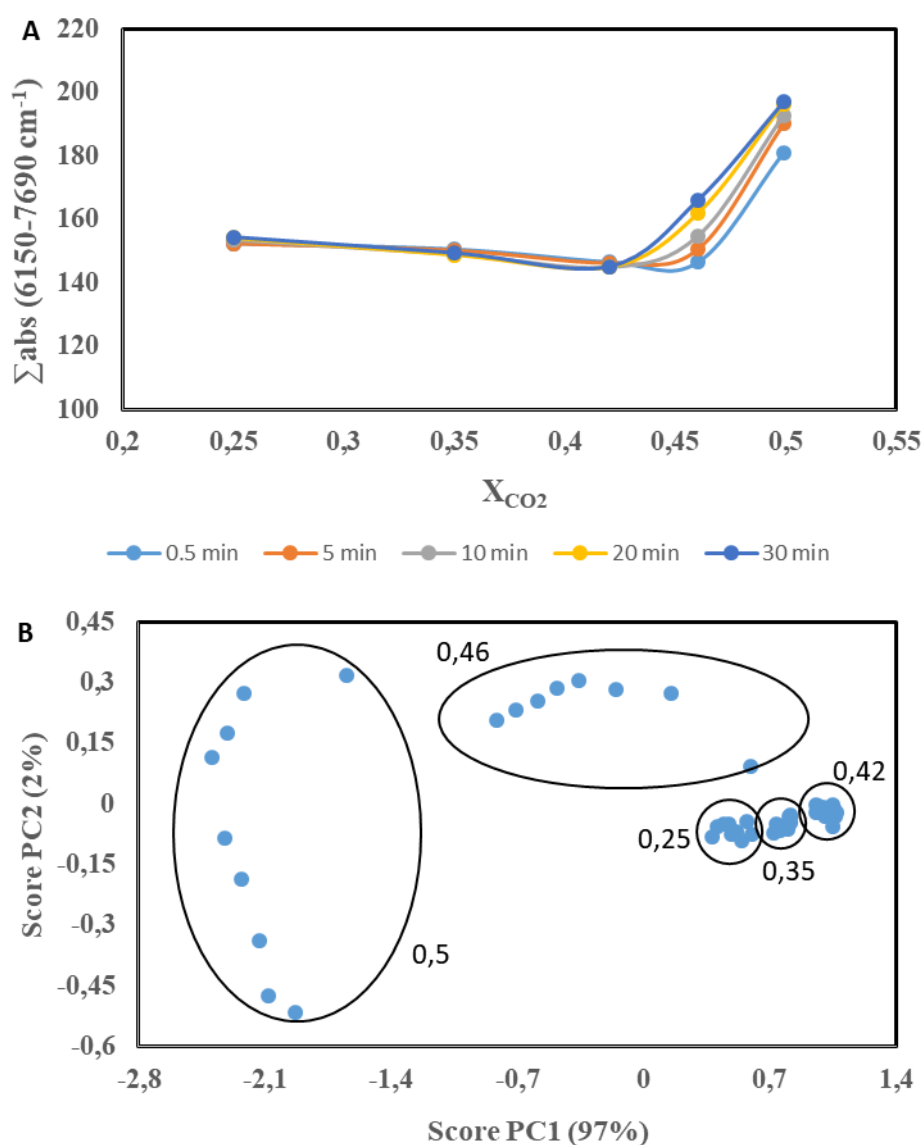 A
220
200
180
160
140
120
100
∑abs (6150-7690 cm⁻¹)
0,2 0,25 0,3 0,35 0,4 0,45 0,5 0,55
X_CO2
0.5 min 5 min 10 min 20 min 30 min
B
0,45
0,3
0,15
0
-0,15
-0,3
-0,45
-0,6
Score PC2 (2%)
0,46
0,42
0,25
0,35
0,5
-2,8 -2,1 -1,4 -0,7 0 0,7 1,4
Score PC1 (97%)